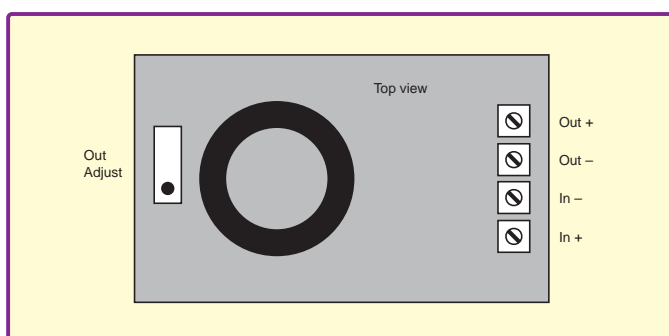 Top view
Out
Adjust
Out +
Out –
In –
In +